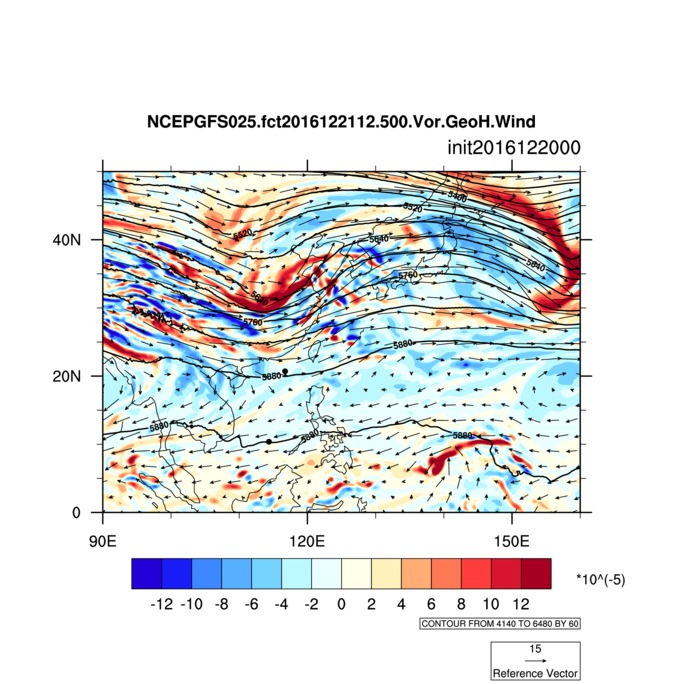 NCEPGFS025.fct2016122112.500.Vor.GeoH.Wind
init2016122000
5400
5520
5520
5640
40N
5640
5760
5760
5880
20N
5880
5880
5880
5880
0
90E 120E 150E
-12 -10 -8 -6 -4 -2 0 2 4 6 8 10 12
*10^(-5)
CONTOUR FROM 4140 TO 6480 BY 60
15
Reference Vector